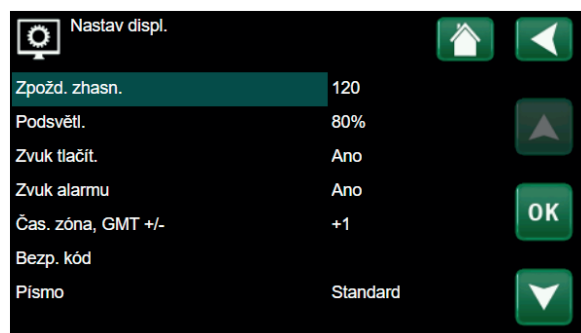 Nastav displ.
Zpožd. zhasn. 120
Podsvětl. 80%
Zvuk tlačít. Ano
Zvuk alarmu Ano
Čas. zóna, GMT +/- +1
OK
Bezp. kód
Písmo Standard